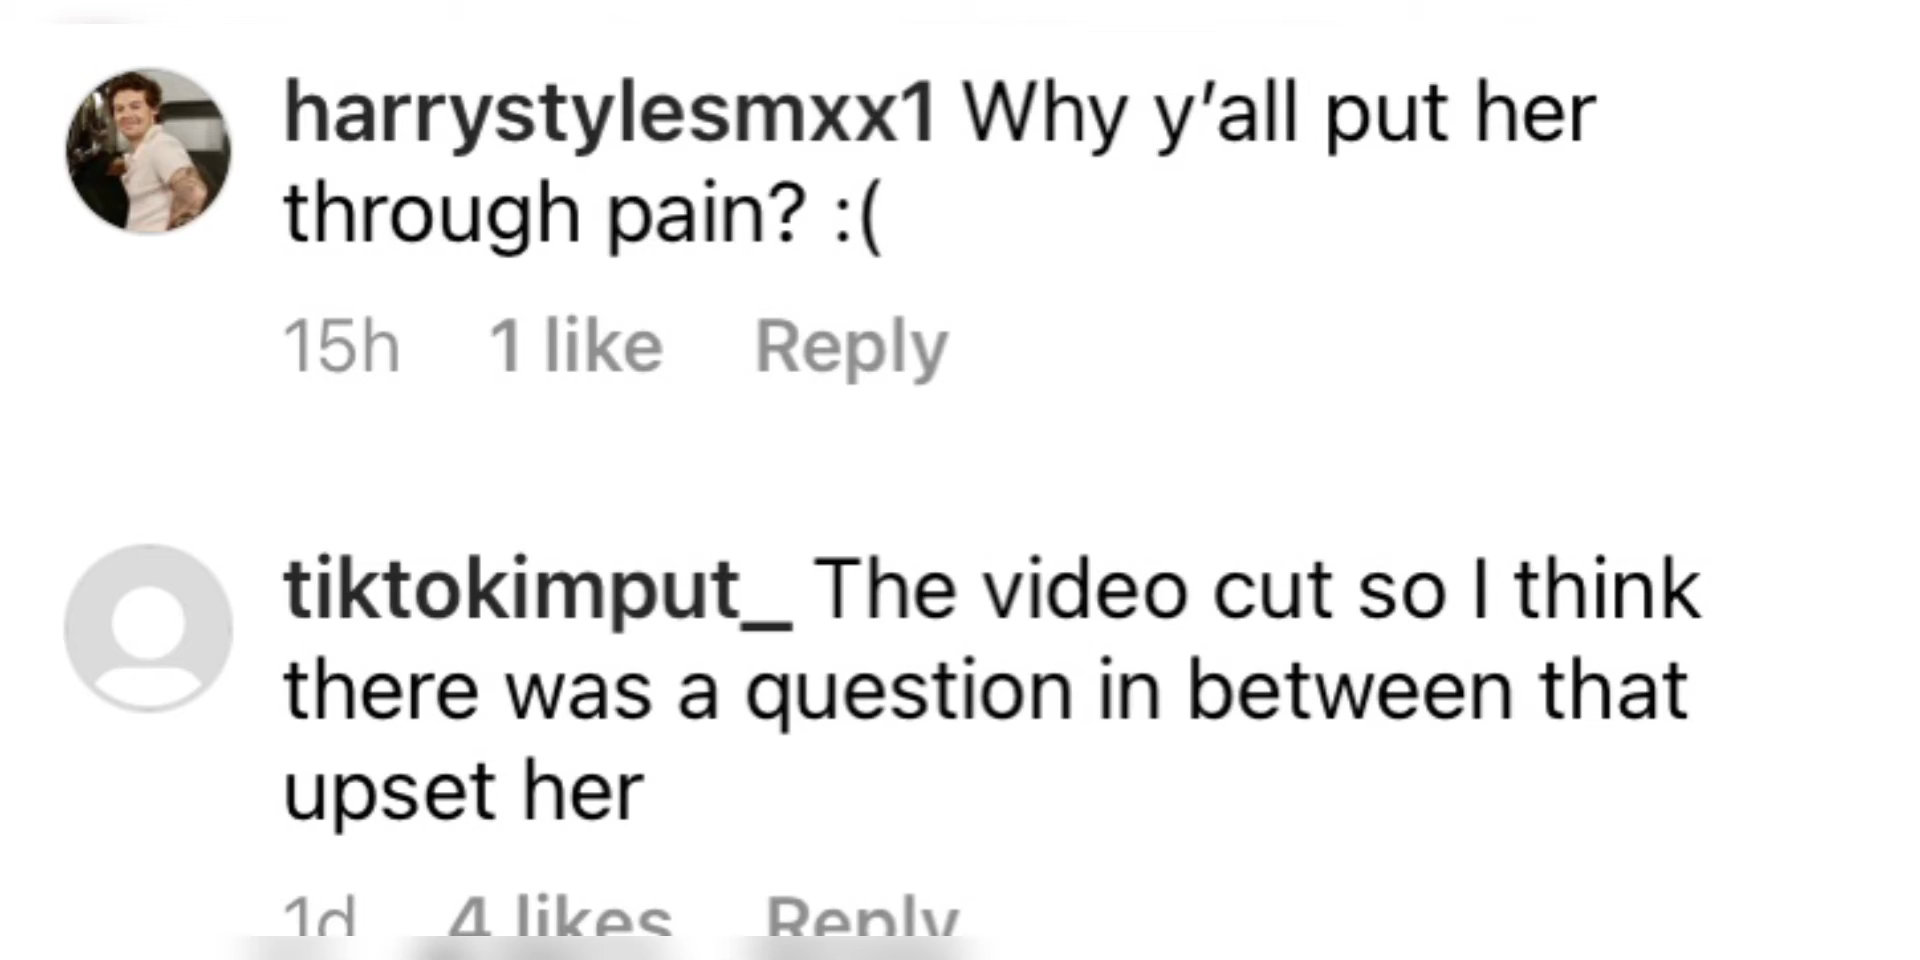 harrystylesmxx1 Why y’all put her
through pain? :(
15h 1 like Reply
tiktokimput_ The video cut so I think
there was a question in between that
upset her
1d 4 likes Reply